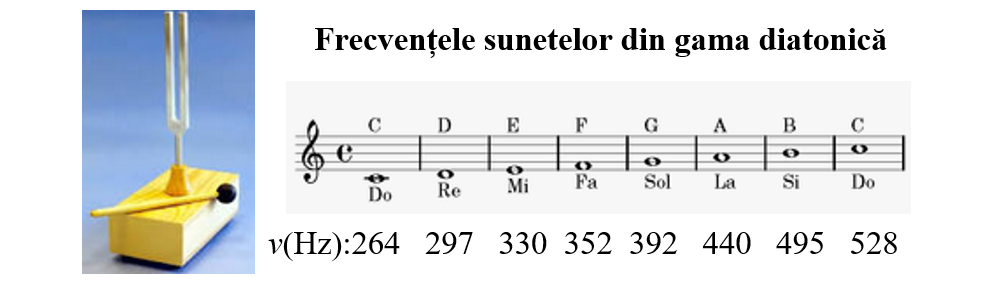 Frecvențele sunetelor din gama diatonică
C D E F G A B C
Do Re Mi Fa Sol La Si Do
ν(Hz):264 297 330 352 392 440 495 528